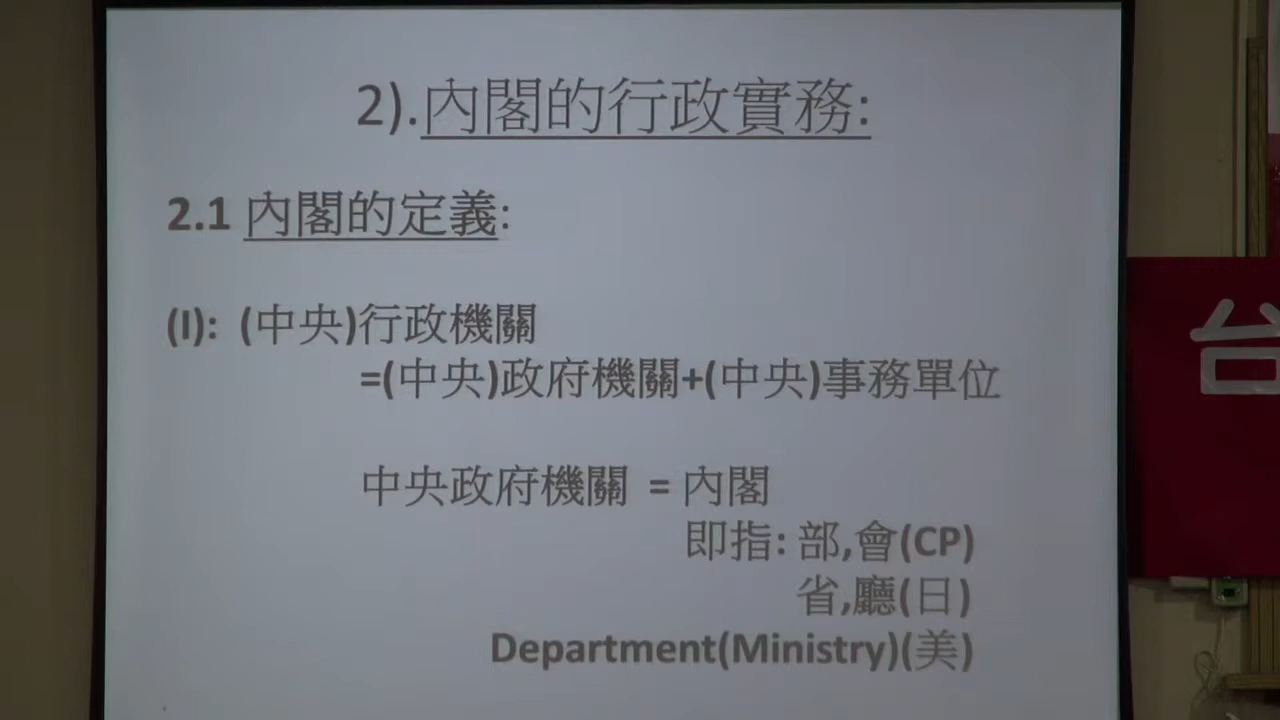 2).內閣的行政實務:
2.1 內閣的定義:
(I): (中央)行政機關
=(中央)政府機關+(中央)事務單位
中央政府機關 = 內閣
即指: 部,會(CP)
省,廳(日)
Department(Ministry)(美)
台